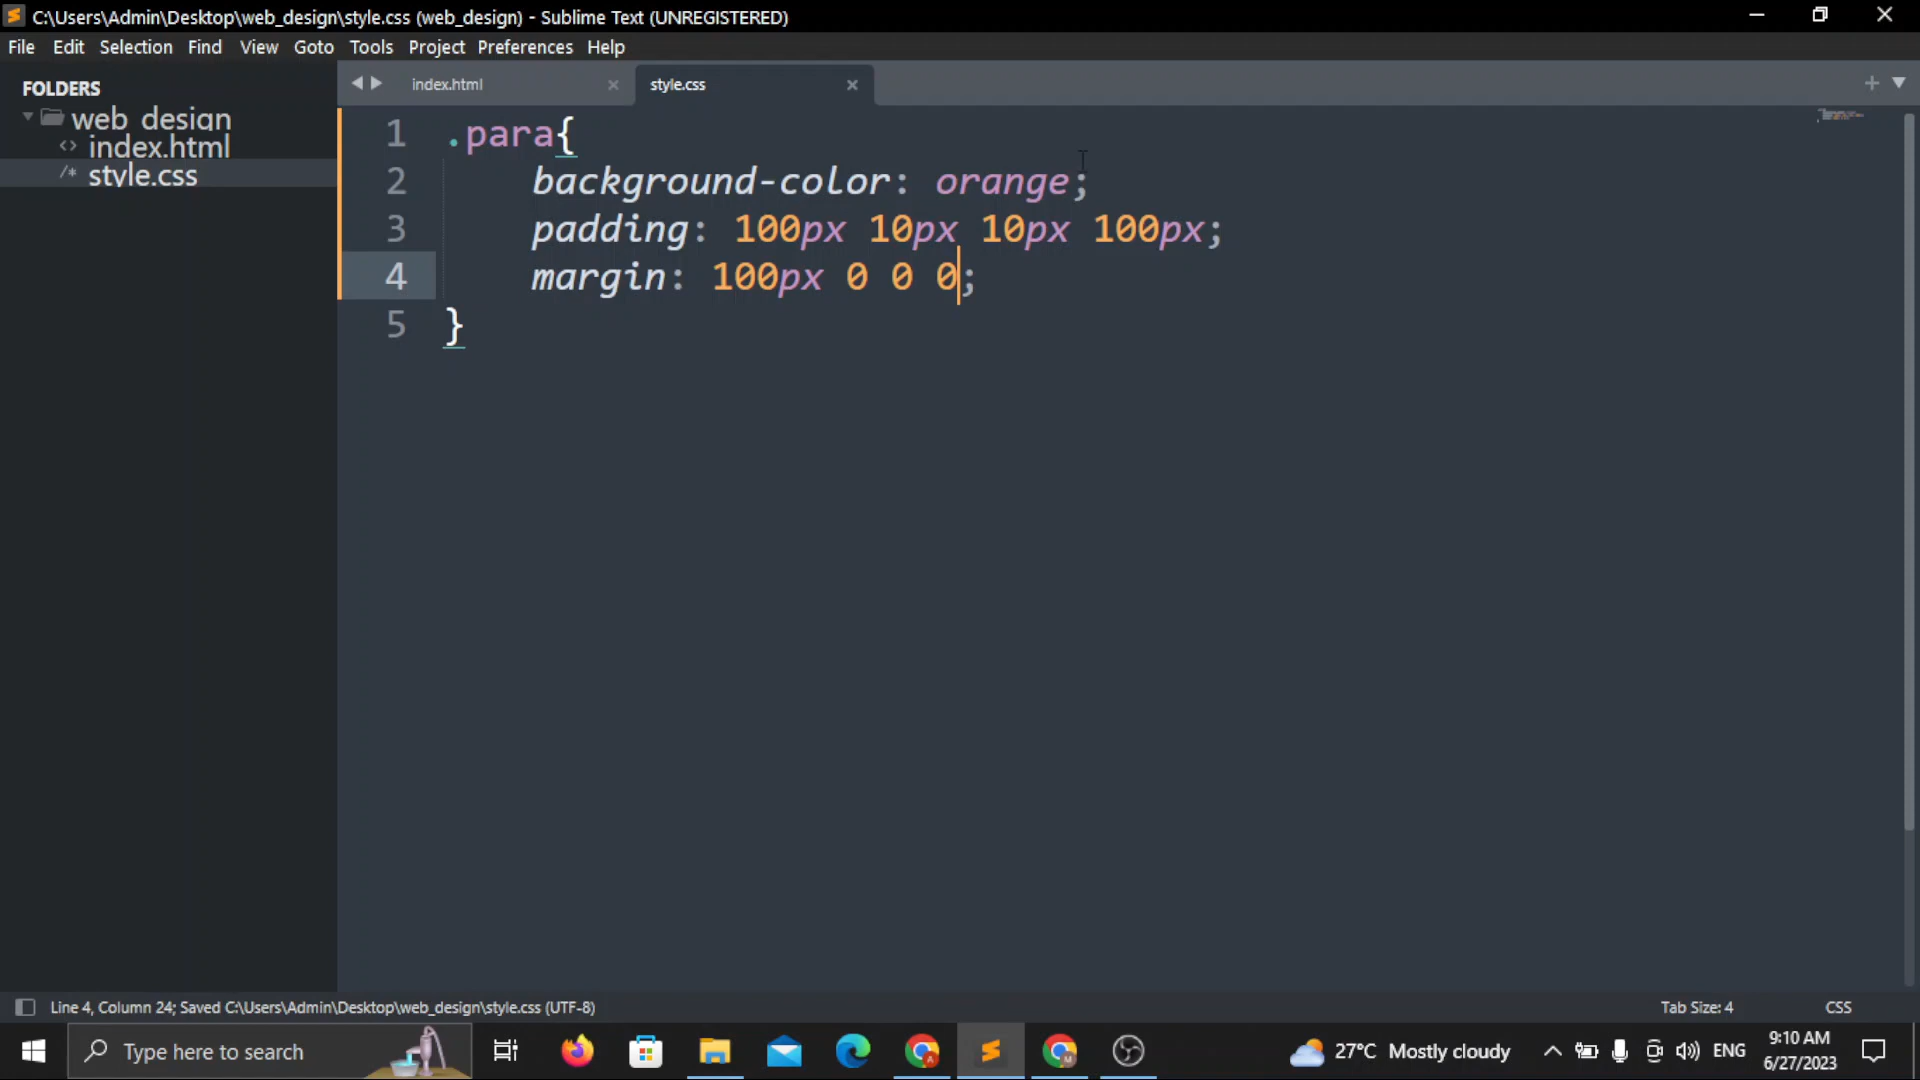 C:\Users\Admin\Desktop\web_design\style.css (web_design) - Sublime Text (UNREGISTERED)
File Edit Selection Find View Goto Tools Project Preferences Help
FOLDERS
web_design
index.html
style.css
index.html
style.css
1 .para{
2 background-color: orange;
3 padding: 100px 10px 10px 100px;
4 margin: 100px 0 0 0;
5 }
Line 4, Column 24; Saved C:\Users\Admin\Desktop\web_design\style.css (UTF-8)
Tab Size: 4
CSS
Type here to search
27°C Mostly cloudy
ENG
9:10 AM
6/27/2023